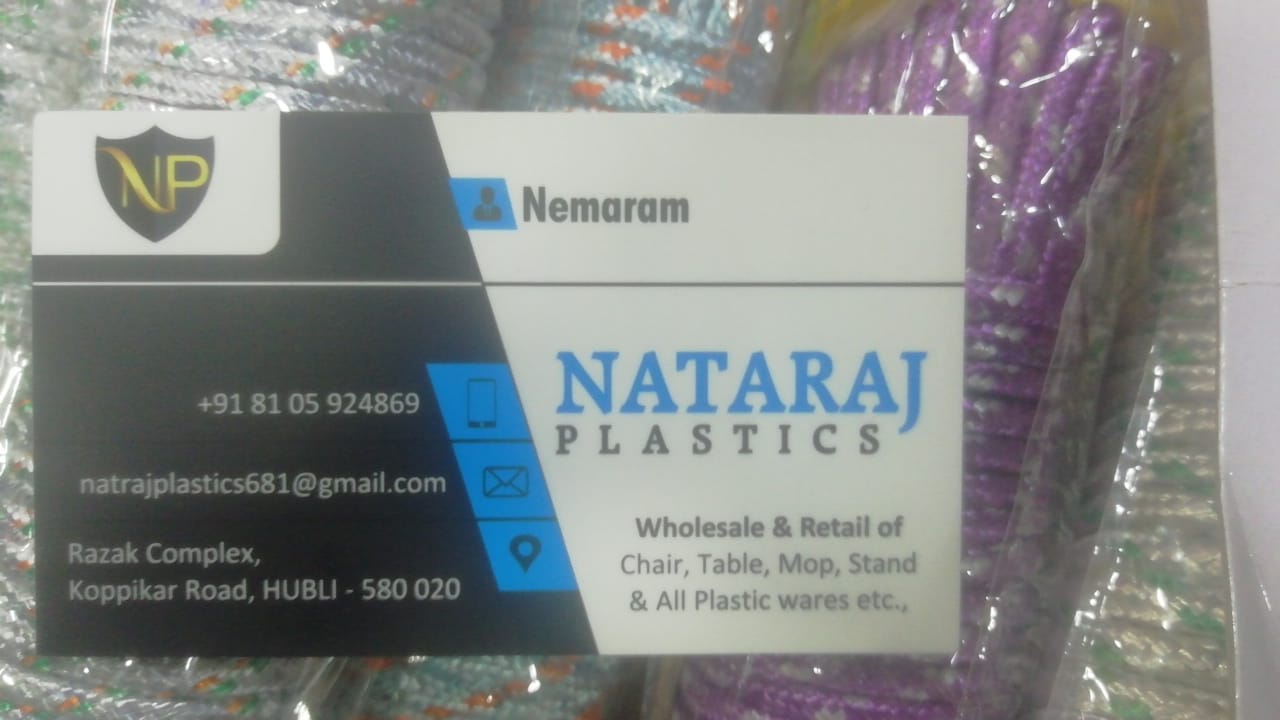 NP
Nemaram
NATARAJ
PLASTICS
+91 81 05 924869
natrajplastics681@gmail.com
Razak Complex,
Koppikar Road, HUBLI - 580 020
Wholesale & Retail of
Chair, Table, Mop, Stand
& All Plastic wares etc.,